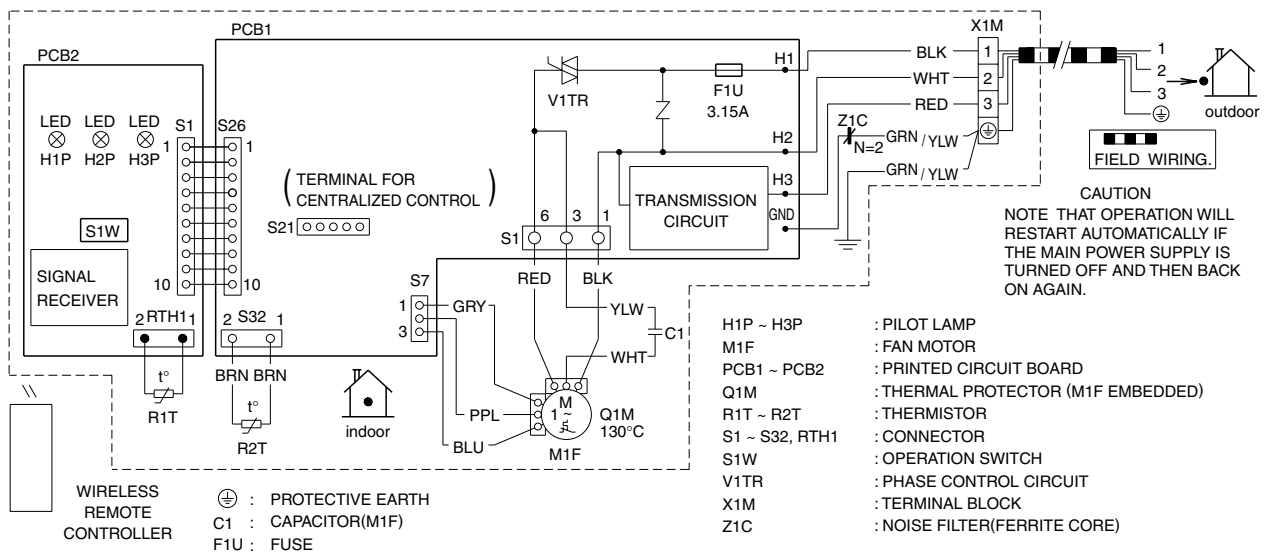 PCB1
X1M
PCB2
H1
BLK
1
1
WHT
2
2
V1TR
F1U
3.15A
RED
3
3
outdoor
LED LED LED
H1P H2P H3P
S1 S26
1 1
Z1C
N=2
GRN / YLW
H2
GRN / YLW
FIELD WIRING.
H3
(TERMINAL FOR
CENTRALIZED CONTROL)
TRANSMISSION
CIRCUIT
GND
CAUTION
NOTE THAT OPERATION WILL
RESTART AUTOMATICALLY IF
THE MAIN POWER SUPPLY IS
TURNED OFF AND THEN BACK
ON AGAIN.
S1W
S21
6 3 1
S1
SIGNAL
RECEIVER
10 10
RED BLK
S7
1 GRY
3
YLW
C1
WHT
2 RTH1 1
2 S32 1
BRN BRN
t°
R1T
t°
R2T
indoor
PPL
BLU
M
1 ~
Q1M
130°C
M1F
H1P ~ H3P : PILOT LAMP
M1F : FAN MOTOR
PCB1 ~ PCB2 : PRINTED CIRCUIT BOARD
Q1M : THERMAL PROTECTOR (M1F EMBEDDED)
R1T ~ R2T : THERMISTOR
S1 ~ S32, RTH1 : CONNECTOR
S1W : OPERATION SWITCH
V1TR : PHASE CONTROL CIRCUIT
X1M : TERMINAL BLOCK
Z1C : NOISE FILTER(FERRITE CORE)
WIRELESS
REMOTE
CONTROLLER
: PROTECTIVE EARTH
C1 : CAPACITOR(M1F)
F1U : FUSE